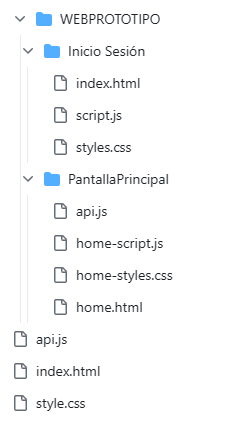 WEBPROTOTIPO
Inicio Sesión
index.html
script.js
styles.css
PantallaPrincipal
api.js
home-script.js
home-styles.css
home.html
api.js
index.html
style.css